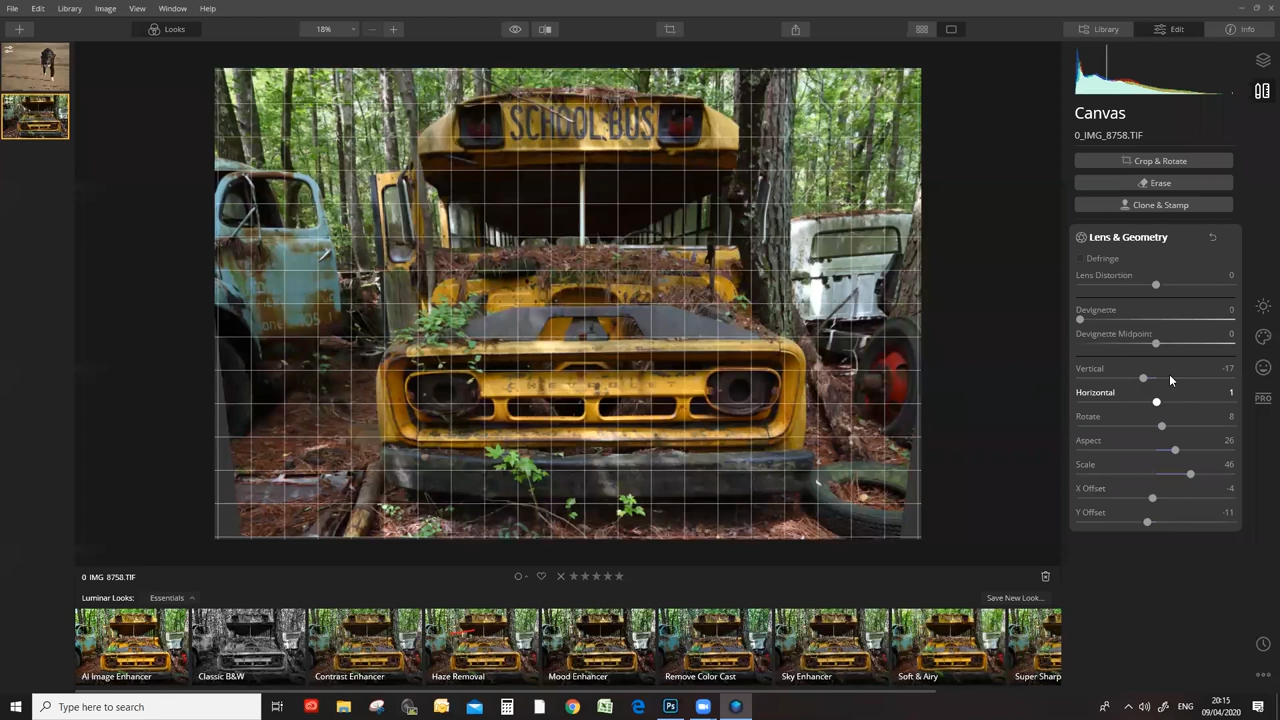 File Edit Library Image View Window Help
Looks
18%
Library
Edit
Info
SCHOOL BUS
CHEVROLET
Canvas
0_IMG_8758.TIF
Crop & Rotate
Erase
Clone & Stamp
Lens & Geometry
Defringe
Lens Distortion 0
Devignette 0
Devignette Midpoint 0
Vertical -17
Horizontal 1
Rotate 8
Aspect 26
Scale 46
X Offset -4
Y Offset -11
PRO
0_IMG_8758.TIF
Luminar Looks: Essentials
Save New Look...
AI Image Enhancer
Classic B&W
Contrast Enhancer
Haze Removal
Mood Enhancer
Remove Color Cast
Sky Enhancer
Soft & Airy
Super Sharp
Type here to search
Ps
ENG
20:15
09/04/2020